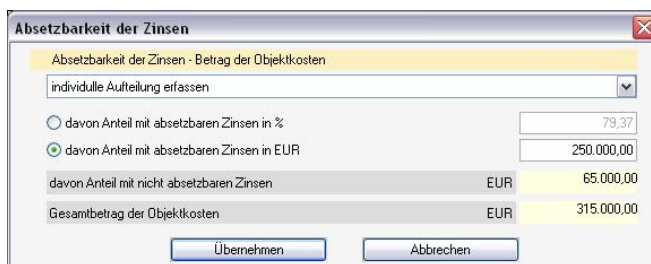 Absetzbarkeit der Zinsen
Absetzbarkeit der Zinsen - Betrag der Objektkosten
individulle Aufteilung erfassen
davon Anteil mit absetzbaren Zinsen in % 79,37
davon Anteil mit absetzbaren Zinsen in EUR 250.000,00
davon Anteil mit nicht absetzbaren Zinsen EUR 65.000,00
Gesamtbetrag der Objektkosten EUR 315.000,00
Übernehmen Abbrechen